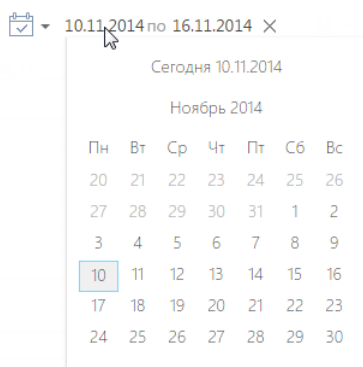 10.11.2014 по 16.11.2014
Сегодня 10.11.2014
Ноябрь 2014
Пн Вт Ср Чт Пт Сб Вс
20 21 22 23 24 25 26
27 28 29 30 31 1 2
3 4 5 6 7 8 9
10 11 12 13 14 15 16
17 18 19 20 21 22 23
24 25 26 27 28 29 30